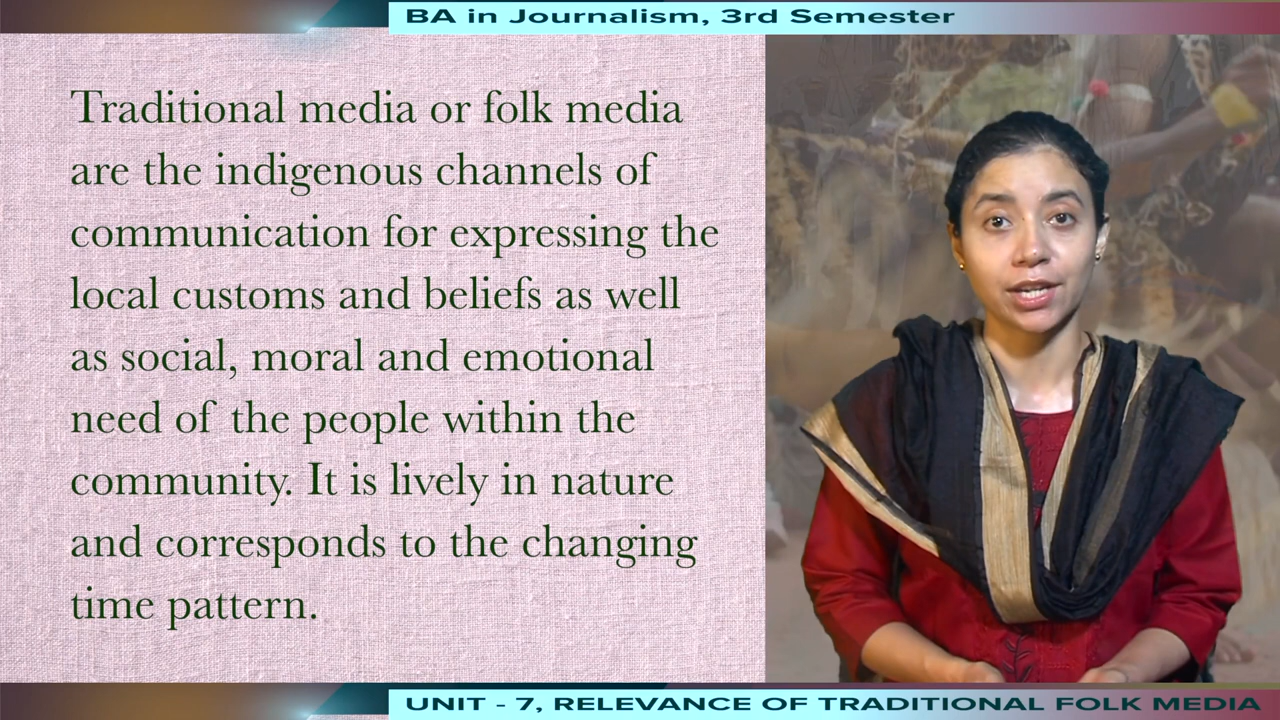 BA in Journalism, 3rd Semester
Traditional media or folk media
are the indigenous channels of
communication for expressing the
local customs and beliefs as well
as social, moral and emotional
need of the people within the
community. It is lively in nature
and corresponds to the changing
time pattern.
UNIT - 7, RELEVANCE OF TRADITIONAL FOLK MEDIA